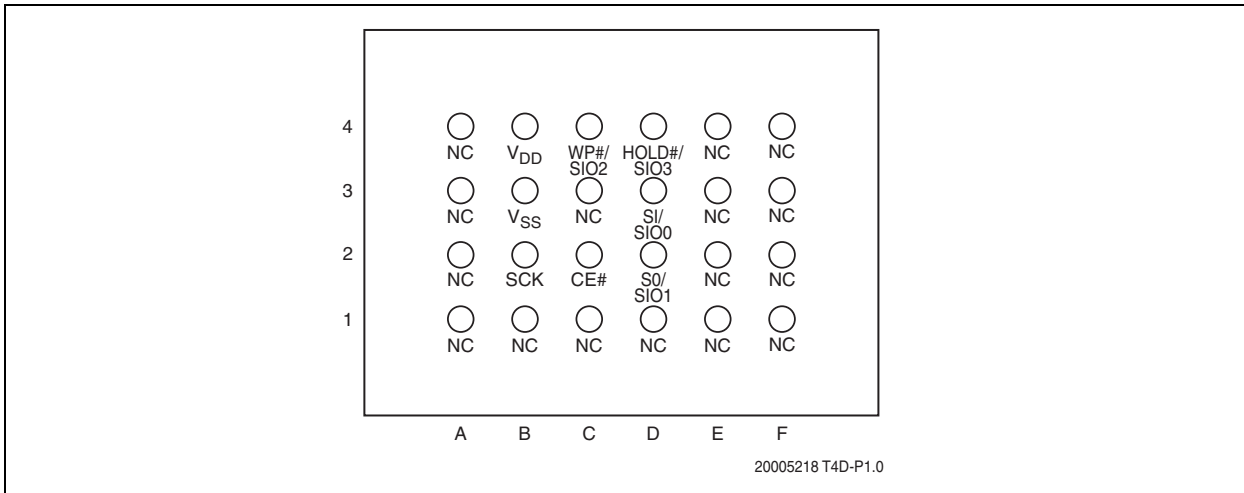 4
NC VDD WP#/ HOLD#/ NC NC
SIO2 SIO3
3
NC VSS NC SI/ NC NC
SIO0
2
NC SCK CE# S0/ NC NC
SIO1
1
NC NC NC NC NC NC
A B C D E F
20005218 T4D-P1.0